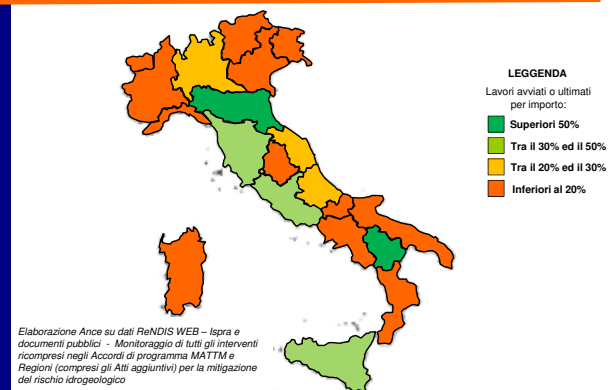 LEGGENDA
Lavori avviati o ultimati
per importo:
Superiori 50%
Tra il 30% ed il 50%
Tra il 20% ed il 30%
Inferiori al 20%
Elaborazione Ance su dati ReNDIS WEB – Ispra e
documenti pubblici - Monitoraggio di tutti gli interventi
ricompresi negli Accordi di programma MATTM e
Regioni (compresi gli Atti aggiuntivi) per la mitigazione
del rischio idrogeologico